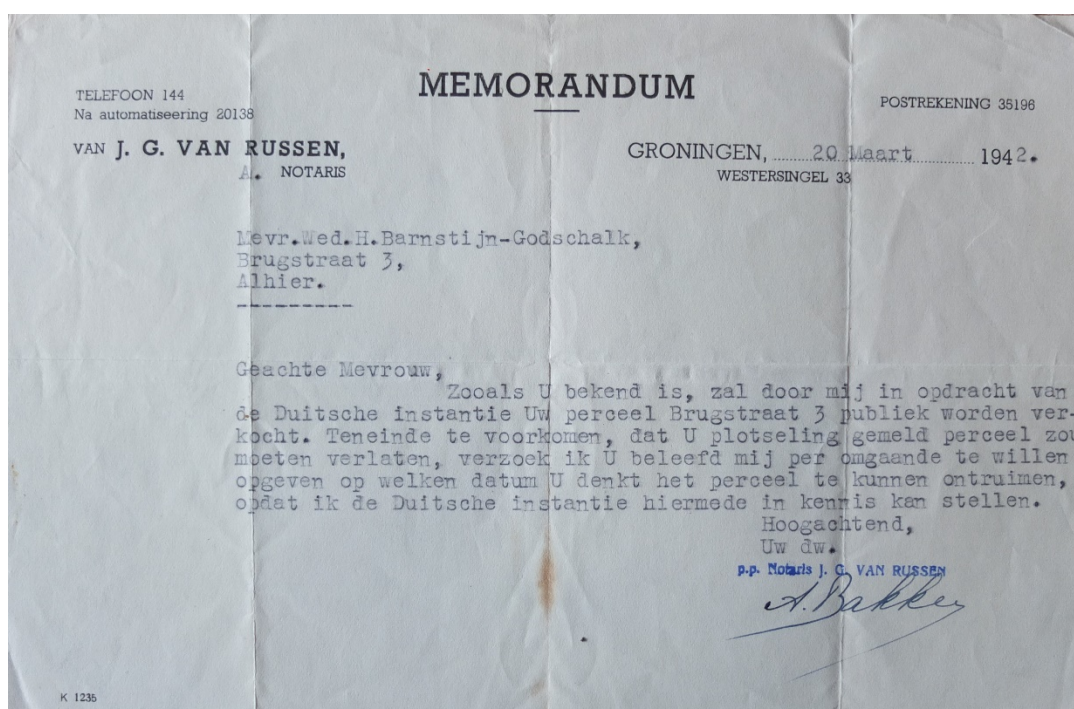 MEMORANDUM
TELEFOON 144
Na automatiseering 20138
POSTREKENING 35196
VAN J. G. VAN RUSSEN,
A. NOTARIS
GRONINGEN, 20 Maart 1942.
WESTERSINGEL 33
Mevr.Wed.H.Barnstijn-Godschalk,
Brugstraat 3,
Alhier.
---------
Geachte Mevrouw,
Zooals U bekend is, zal door mij in opdracht van
de Duitsche instantie Uw perceel Brugstraat 3 publiek worden ver-
kocht. Teneinde te voorkomen, dat U plotseling gemeld perceel zou
moeten verlaten, verzoek ik U beleefd mij per omgaande te willen
opgeven op welken datum U denkt het perceel te kunnen ontruimen,
opdat ik de Duitsche instantie hiermede in kennis kan stellen.
Hoogachtend,
Uw dw.
p.p. Notaris J. G. VAN RUSSEN
A. Bakker
K 1235